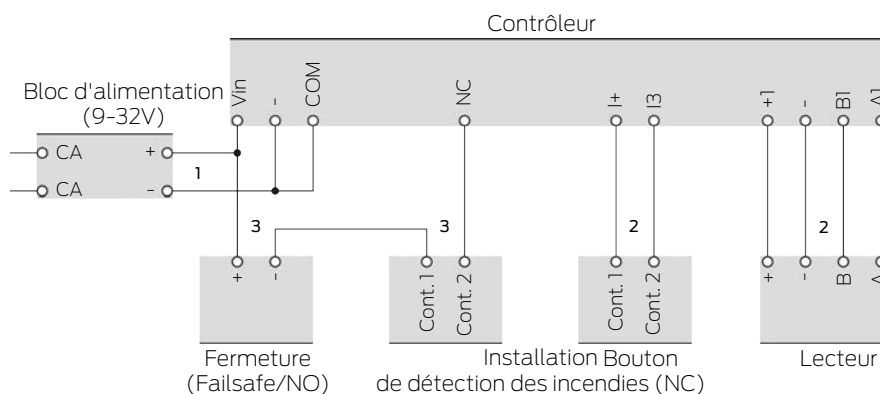 Contrôleur
Bloc d'alimentation
(9-32V)
Vin
-
COM
NC
I+
I3
+1
-
B1
A1
CA
+
CA
-
1
3
3
2
2
+
-
Cont. 1
Cont. 2
Cont. 1
Cont. 2
+
-
B
A
Fermeture
(Failsafe/NO)
Installation
de détection des incendies (NC)
Bouton
Lecteur